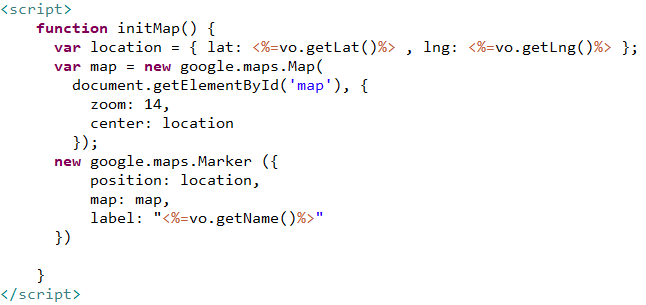 <script>
    function initMap() {
      var location = { lat: <%=vo.getLat()%> , lng: <%=vo.getLng()%> };
      var map = new google.maps.Map(
        document.getElementById('map'), {
          zoom: 14,
          center: location
        });
      new google.maps.Marker ({
          position: location,
          map: map,
          label: "<%=vo.getName()%>"
      })
    }
</script>